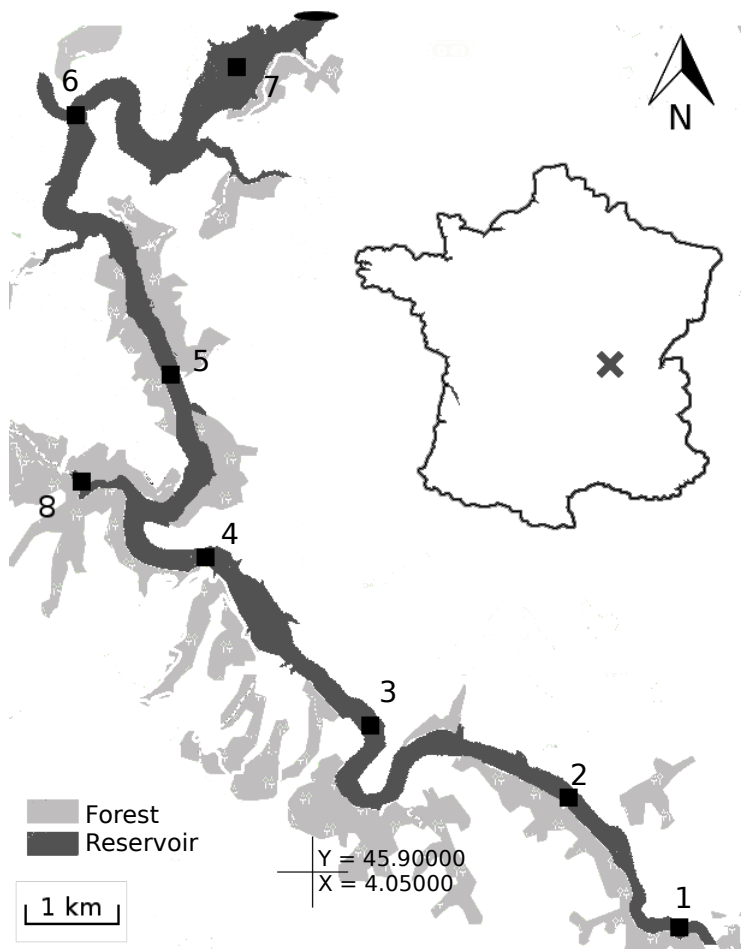 6
7
N
5
8
4
3
2
Forest
Reservoir
Y = 45.90000
X = 4.05000
1
1 km